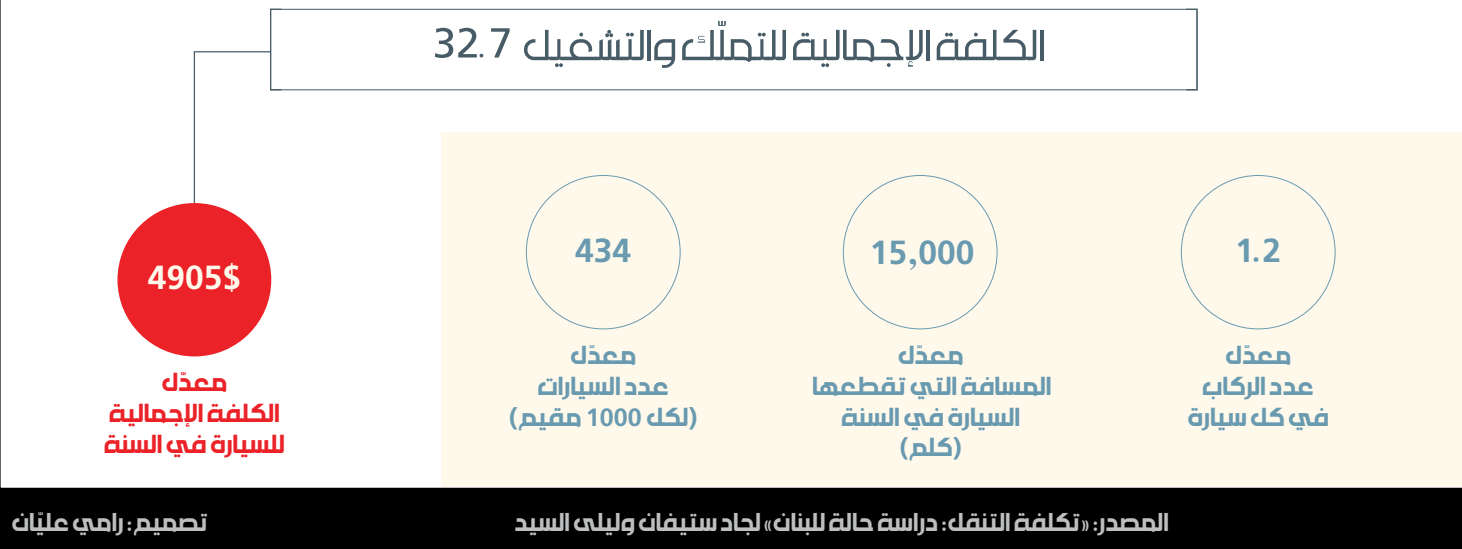 الكلفة الإجمالية للتملّك والتشغيل 32.7
1.2
معدّل
عدد الركاب
في كل سيارة
15,000
معدّل
المسافة التي تقطعها
السيارة في السنة
(كلم)
434
معدّل
عدد السيارات
(لكل 1000 مقيم)
4905$
معدّل
الكلفة الإجمالية
للسيارة في السنة
المصدر: «تكلفة التنقل: دراسة حالة للبنان» لجاد ستيفان وليلى السيد
تصميم: رامي عليّان